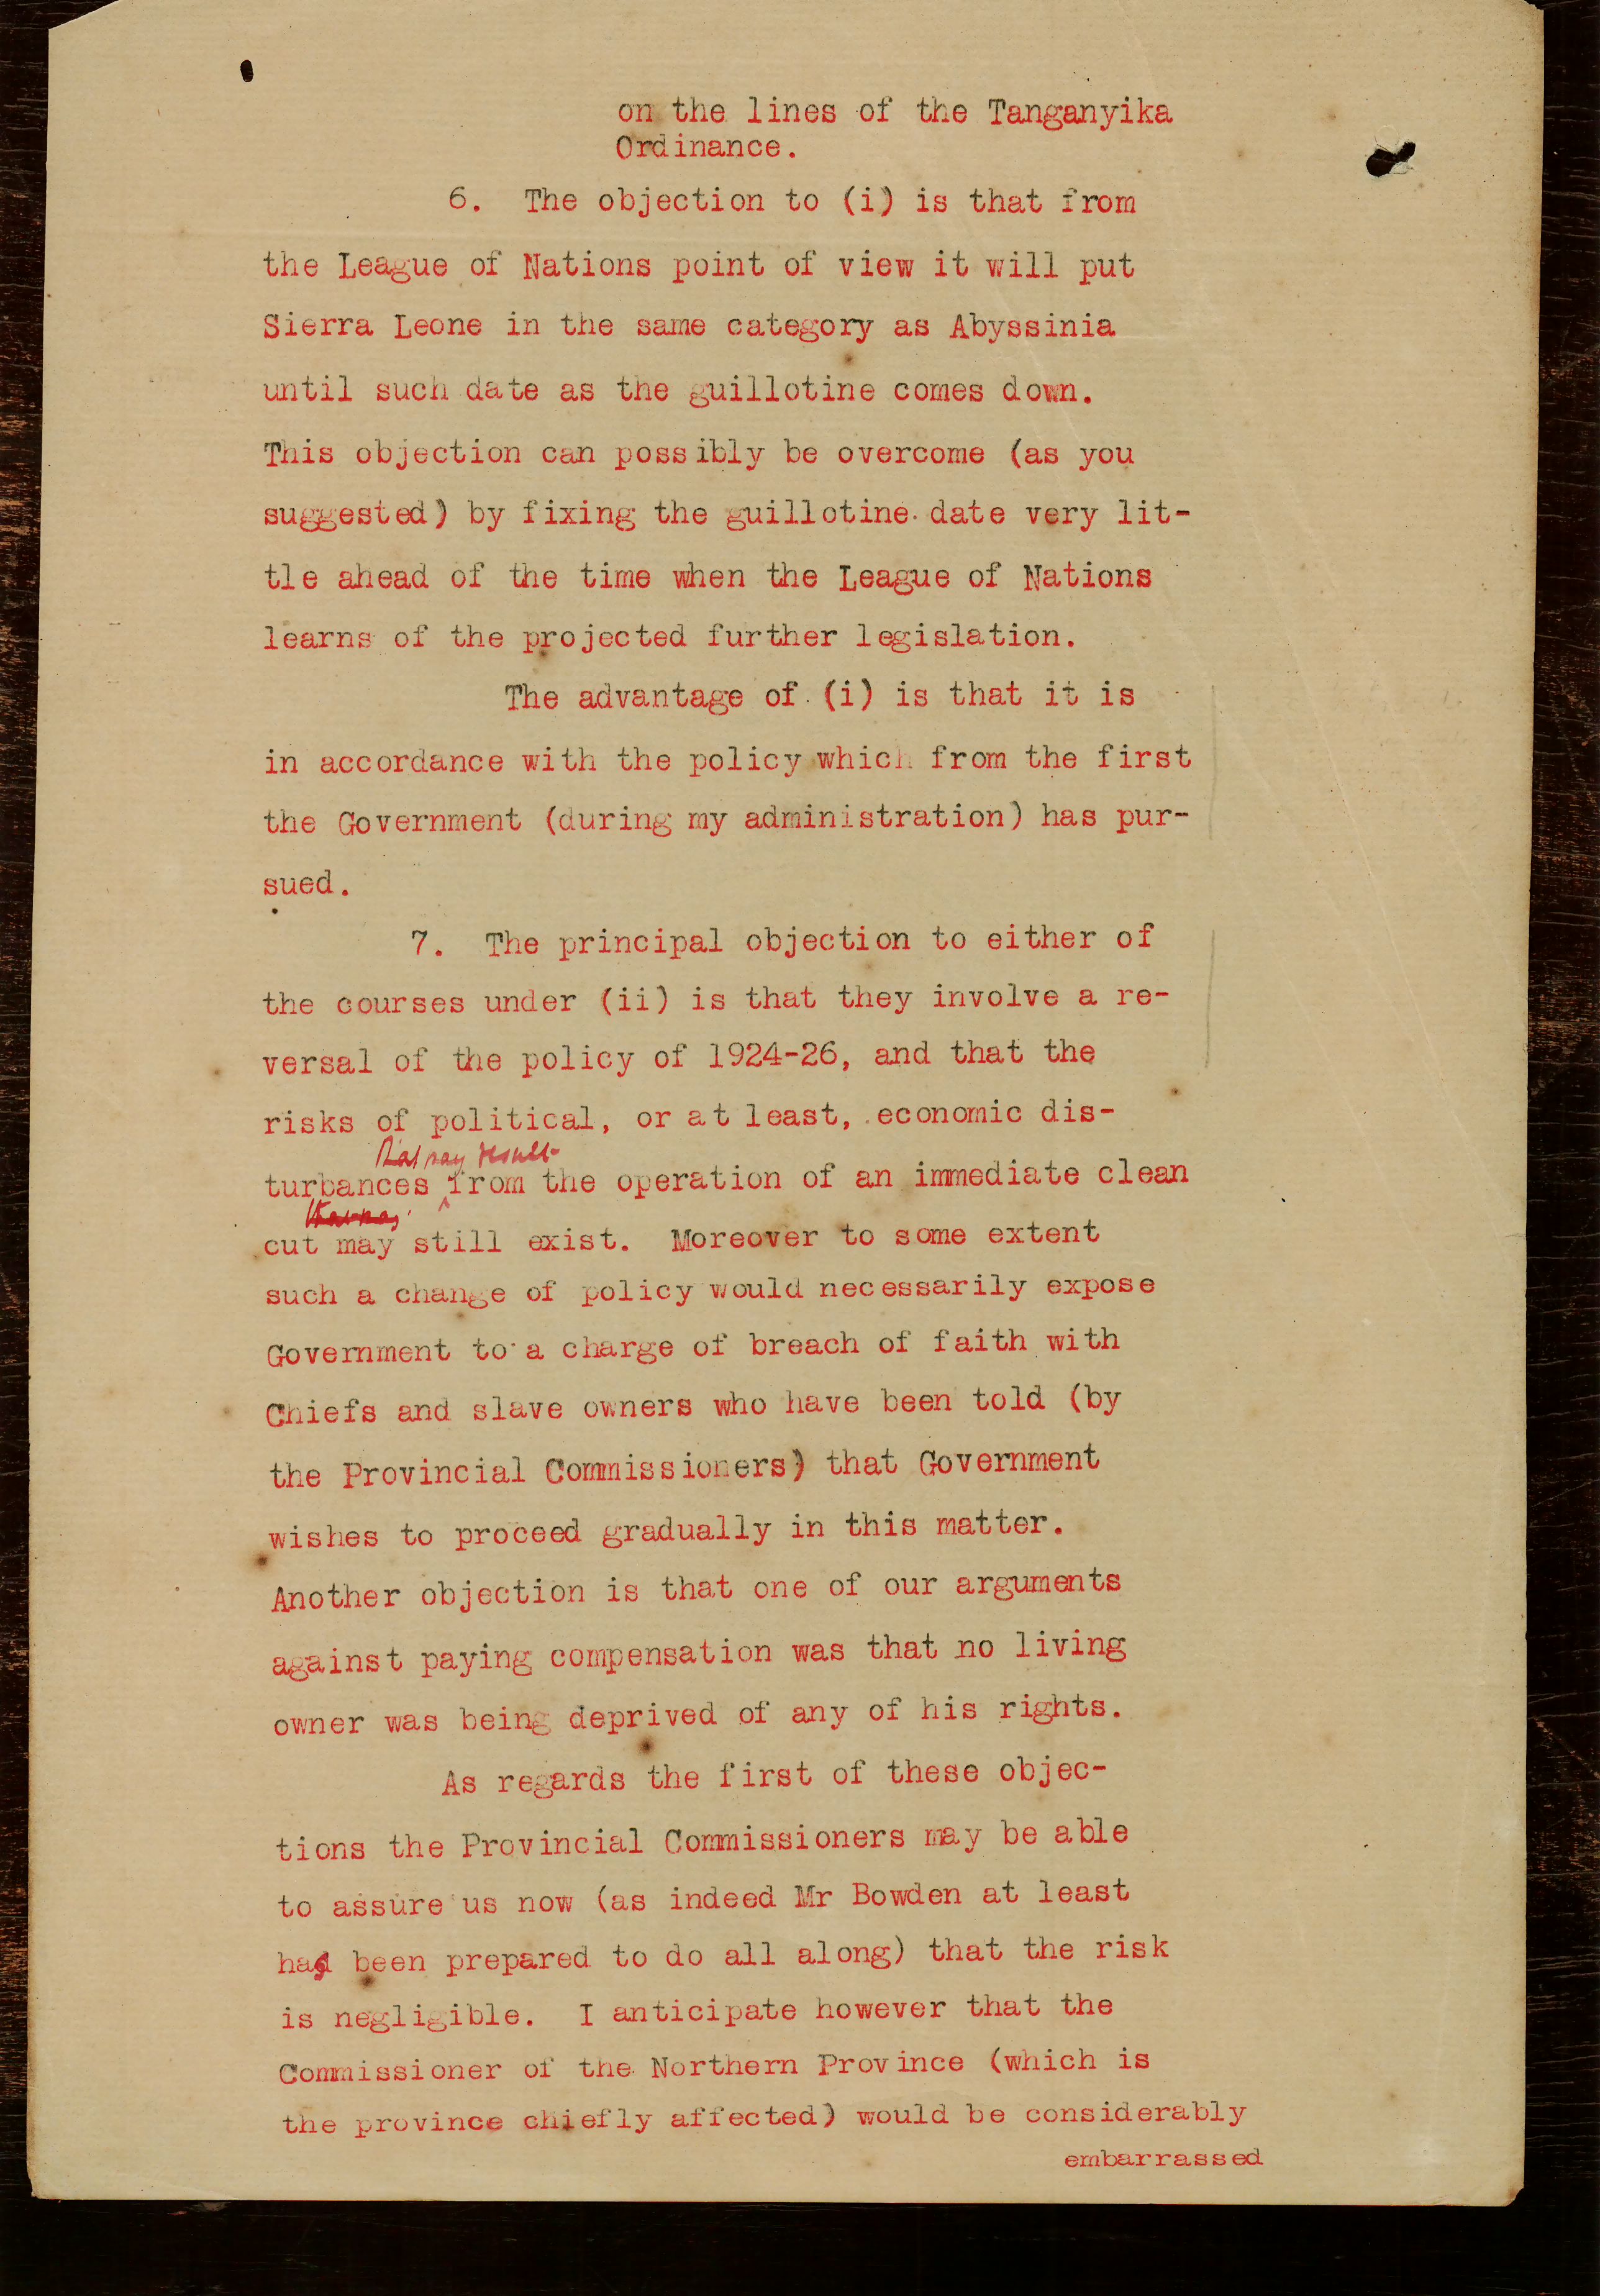 on the lines of the Tanganyika
Ordinance.
6. The objection to (i) is that from
the League of Nations point of view it will put
Sierra Leone in the same category as Abyssinia
until such date as the guillotine comes down.
This objection can possibly be overcome (as you
suggested) by fixing the guillotine date very lit-
tle ahead of the time when the League of Nations
learns of the projected further legislation.
The advantage of (i) is that it is
in accordance with the policy which from the first
the Government (during my administration) has pur-
sued.
7. The principal objection to either of
the courses under (ii) is that they involve a re-
versal of the policy of 1924-26, and that the
risks of political, or at least, economic dis-
that may result
turbances from the operation of an immediate clean
cut may still exist. Moreover to some extent
such a change of policy would necessarily expose
Government to a charge of breach of faith with
Chiefs and slave owners who have been told (by
the Provincial Commissioners) that Government
wishes to proceed gradually in this matter.
Another objection is that one of our arguments
against paying compensation was that no living
owner was being deprived of any of his rights.
As regards the first of these objec-
tions the Provincial Commissioners may be able
to assure us now (as indeed Mr Bowden at least
has been prepared to do all along) that the risk
is negligible. I anticipate however that the
Commissioner of the Northern Province (which is
the province chiefly affected) would be considerably
embarrassed